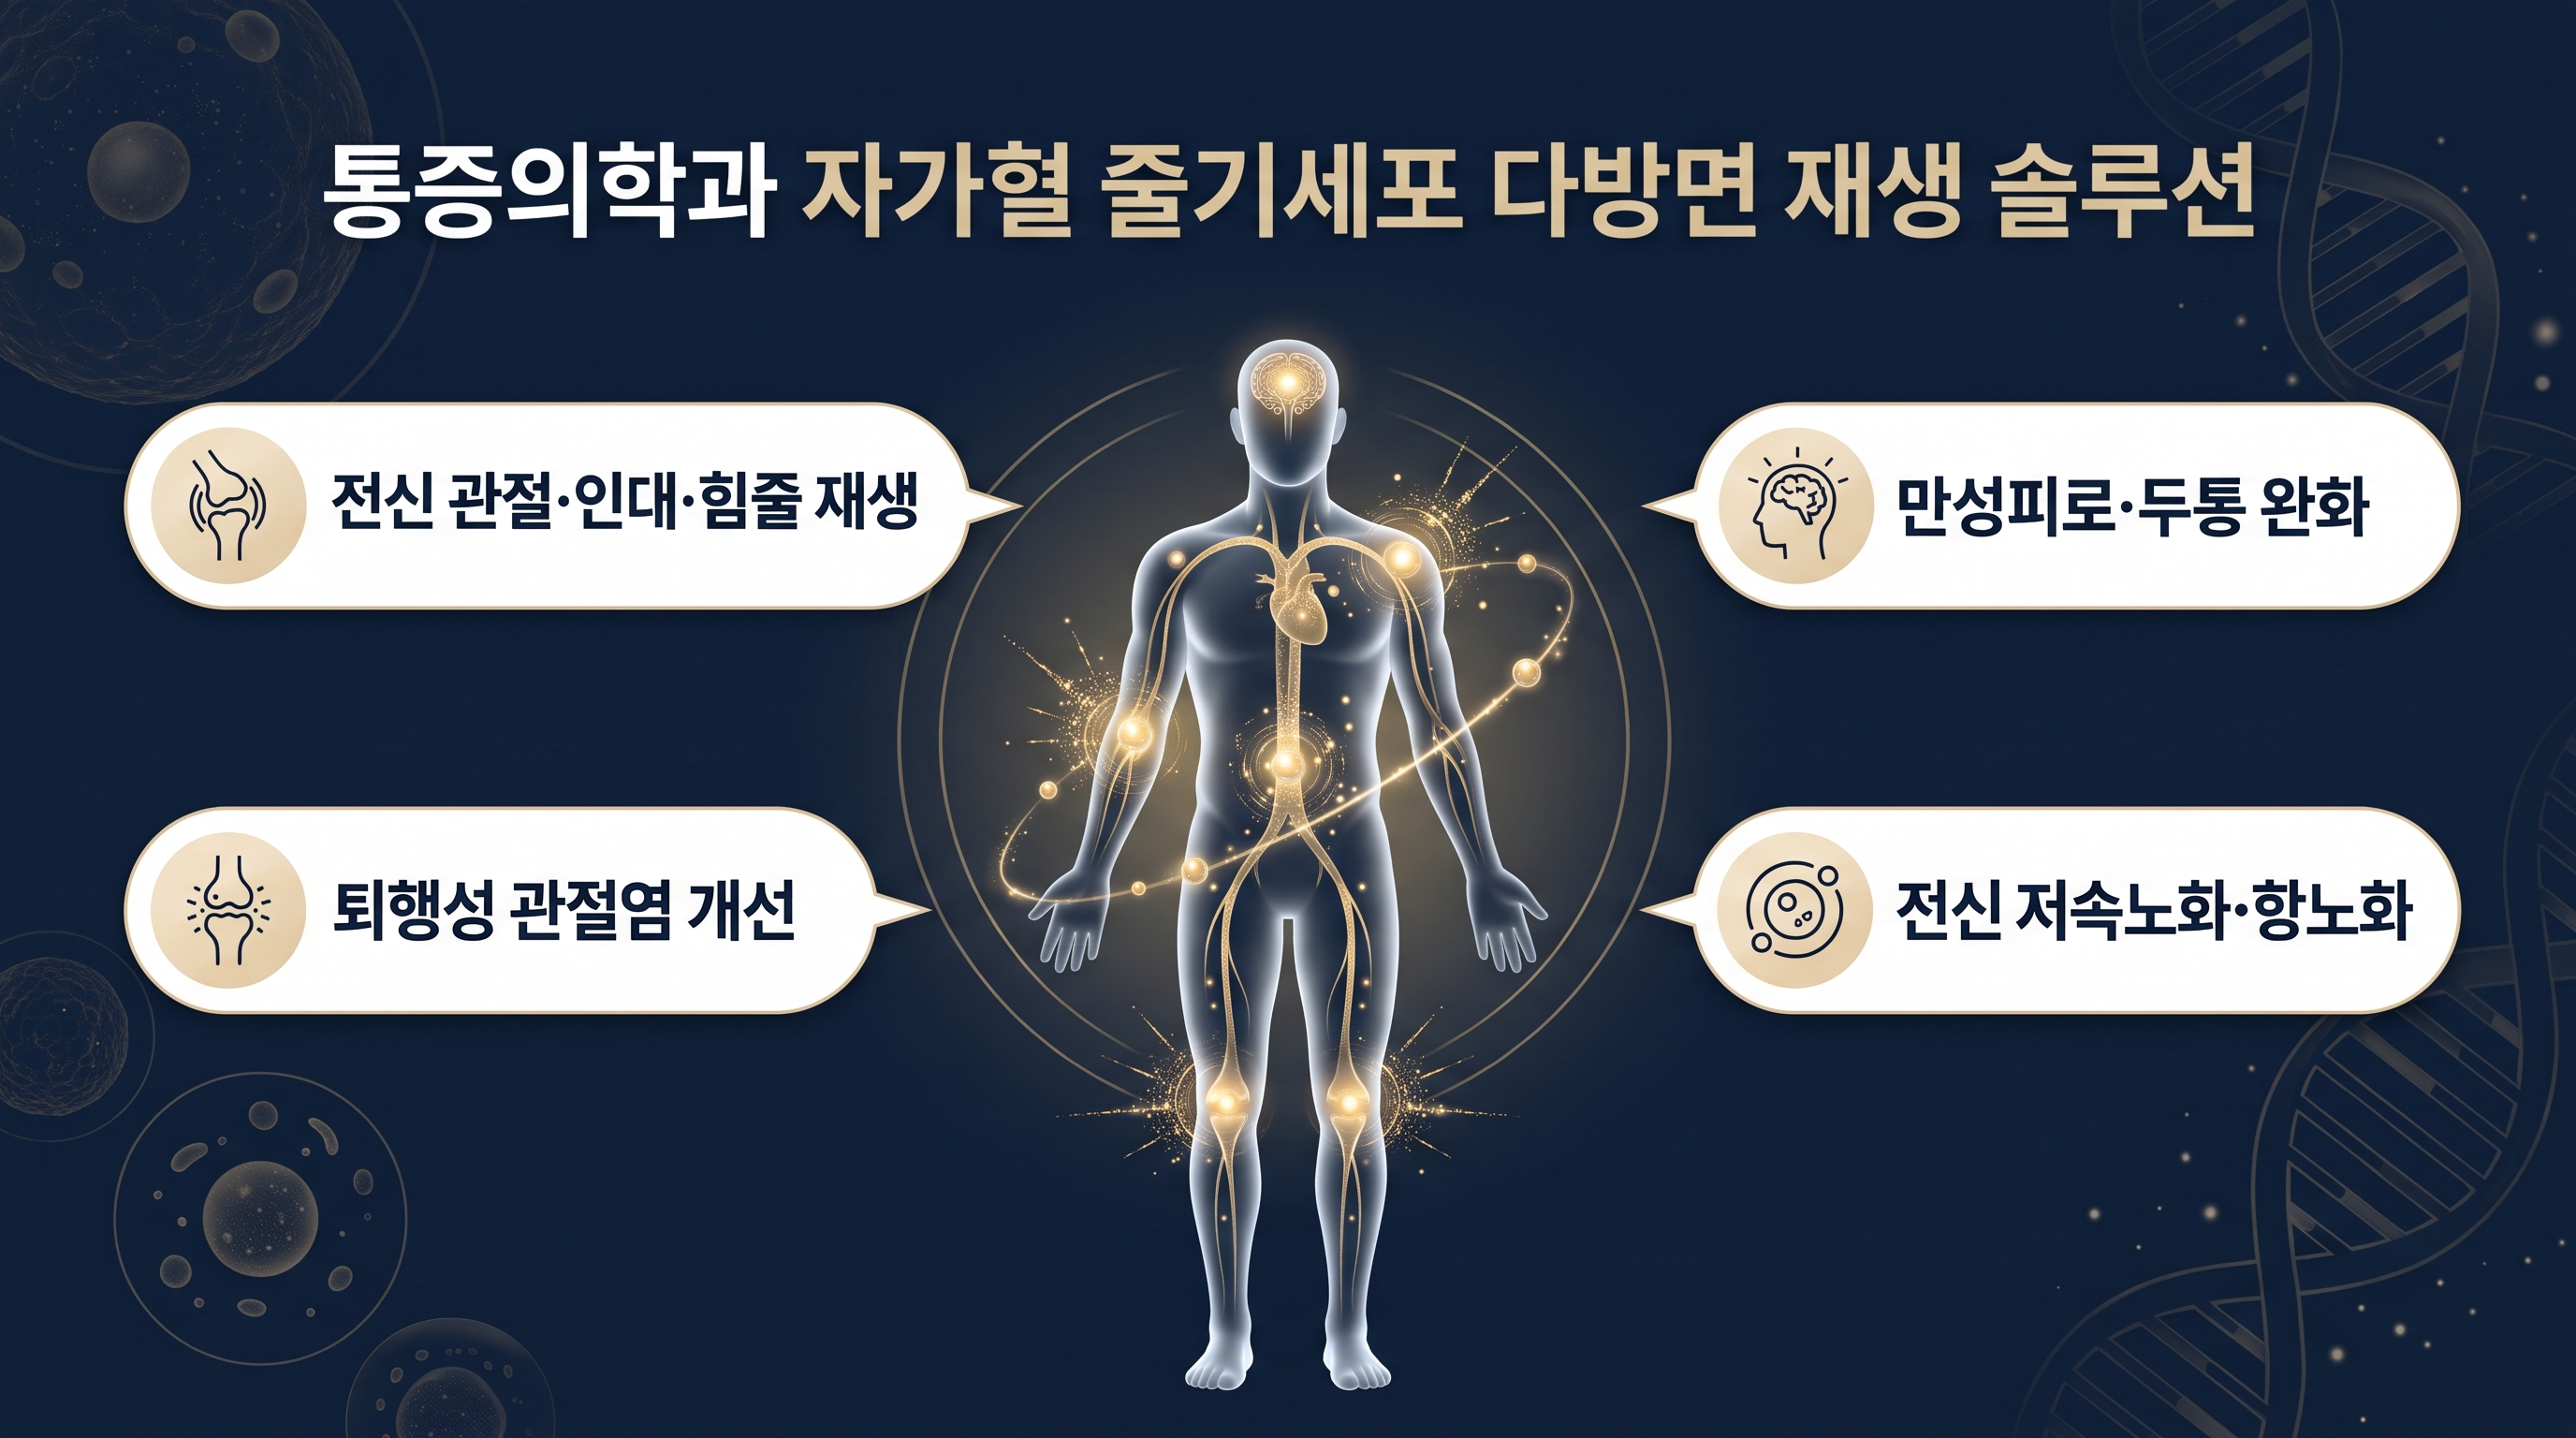 통증의학과 자가혈 줄기세포 다방면 재생 솔루션
전신 관절·인대·힘줄 재생
만성피로·두통 완화
퇴행성 관절염 개선
전신 저속노화·항노화